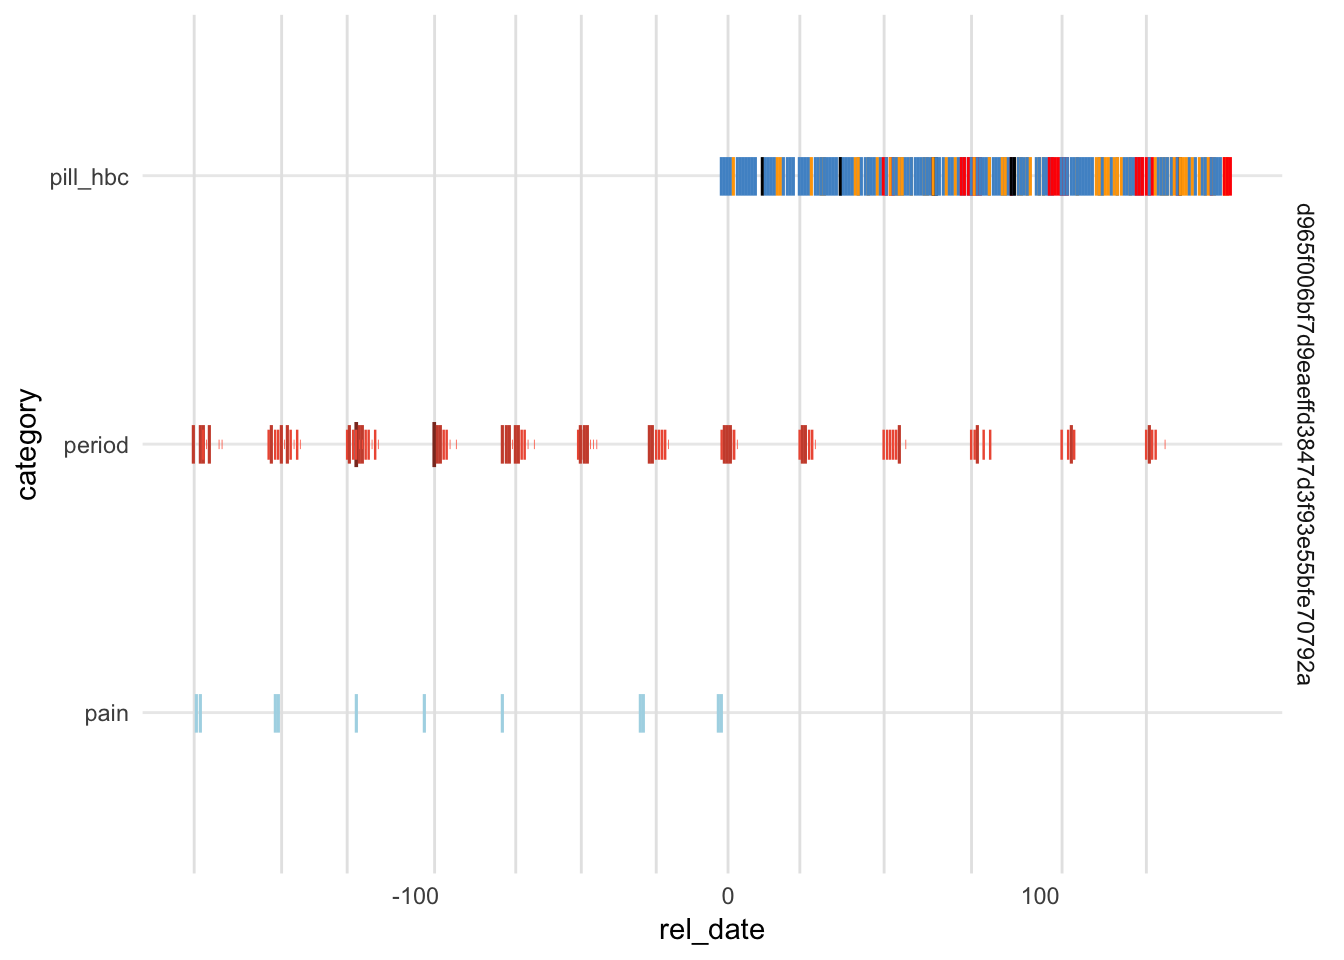 pill_hbc
period
pain
category
-100
0
100
rel_date
d965f006bf7d9eaeffd3847d3f93e55bfe70792a